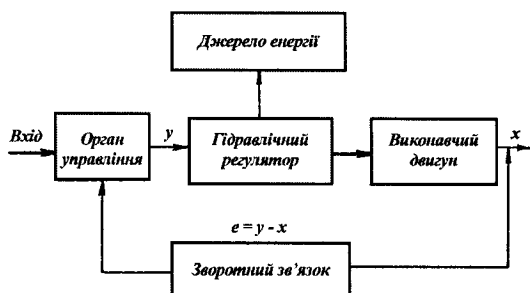 Джерело енергії
Вхід
Орган
управління
y
Гідравлічний
регулятор
Виконавчий
двигун
x
e = y - x
Зворотний зв'язок